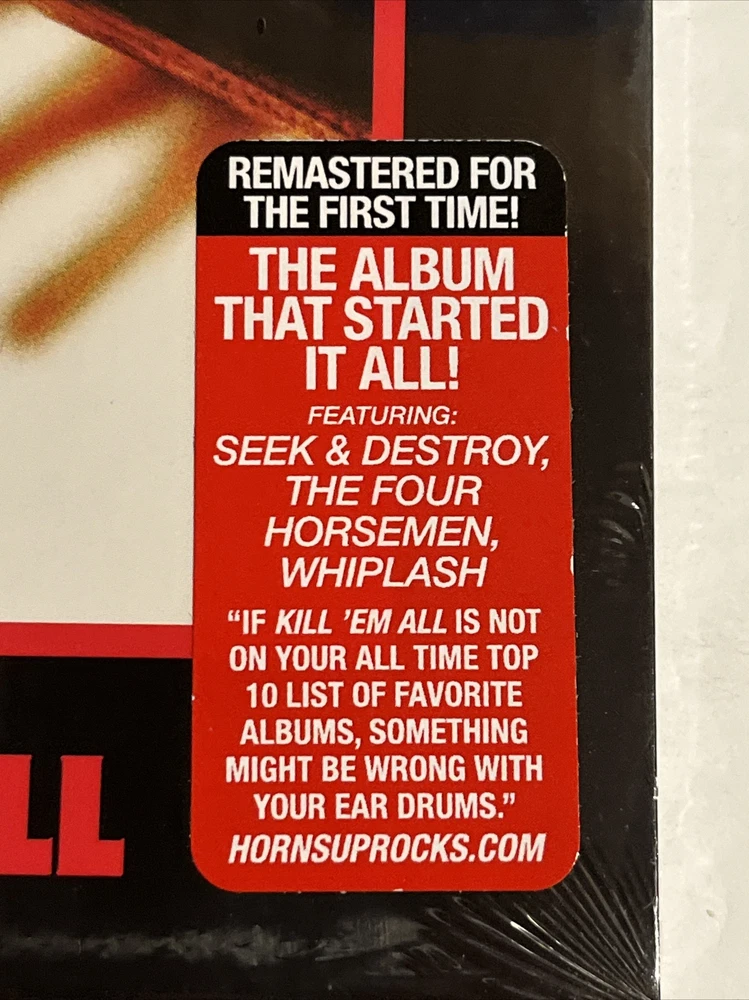 REMASTERED FOR
THE FIRST TIME!
THE ALBUM
THAT STARTED
IT ALL!
FEATURING:
SEEK & DESTROY,
THE FOUR
HORSEMEN,
WHIPLASH
“IF KILL ’EM ALL IS NOT
ON YOUR ALL TIME TOP
10 LIST OF FAVORITE
ALBUMS, SOMETHING
MIGHT BE WRONG WITH
YOUR EAR DRUMS.”
HORNSUPROCKS.COM
LL